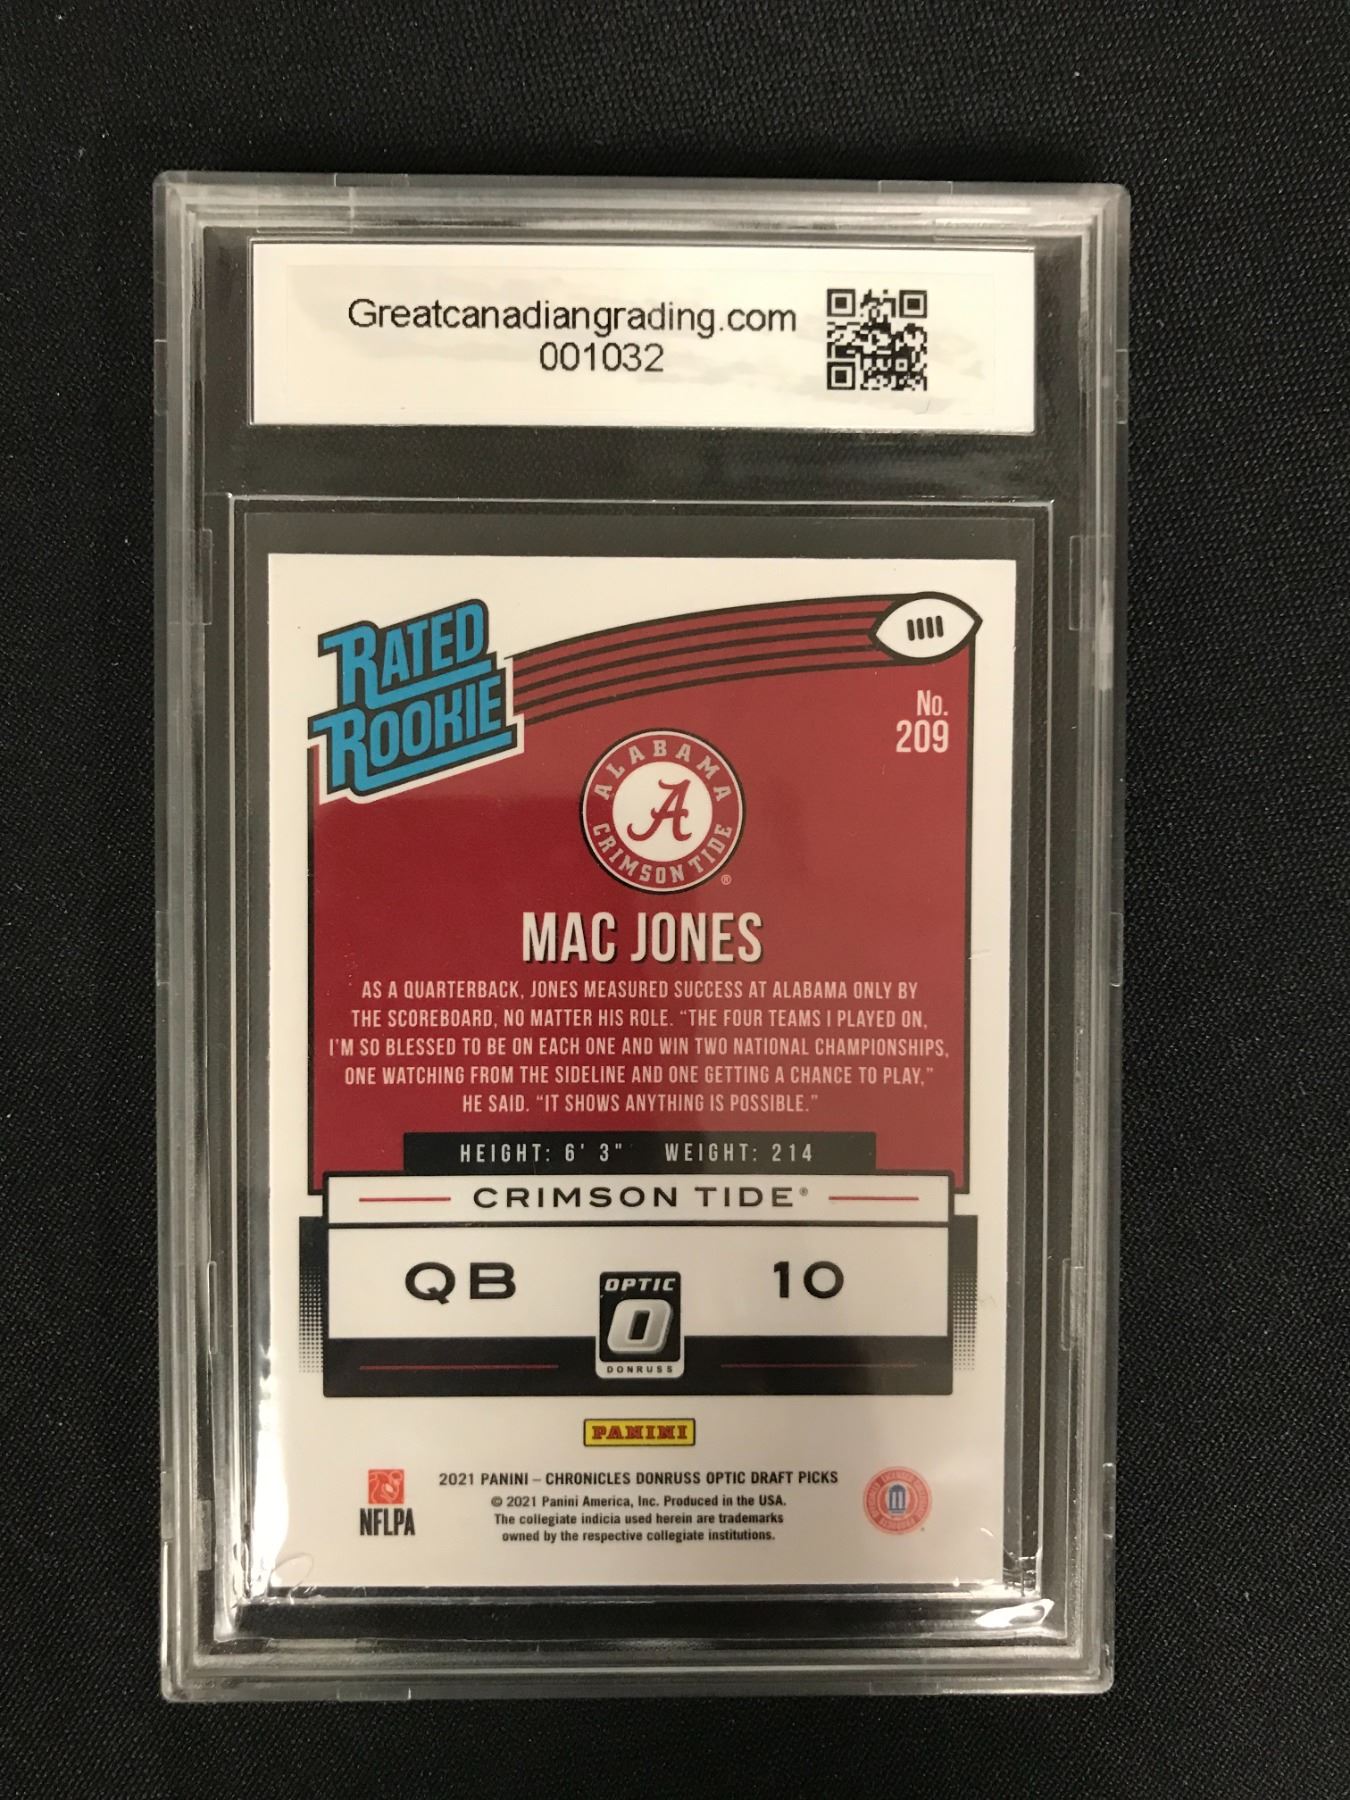 Greatcanadiangrading.com
001032
RATED
ROOKIE
No.
209
ALABAMA
A
CRIMSON TIDE®
MAC JONES
AS A QUARTERBACK, JONES MEASURED SUCCESS AT ALABAMA ONLY BY
THE SCOREBOARD, NO MATTER HIS ROLE. “THE FOUR TEAMS I PLAYED ON,
I'M SO BLESSED TO BE ON EACH ONE AND WIN TWO NATIONAL CHAMPIONSHIPS,
ONE WATCHING FROM THE SIDELINE AND ONE GETTING A CHANCE TO PLAY,”
HE SAID. “IT SHOWS ANYTHING IS POSSIBLE.”
HEIGHT: 6' 3" WEIGHT: 214
CRIMSON TIDE®
QB 10
OPTIC
O
DONRUSS
PANINI
2021 PANINI – CHRONICLES DONRUSS OPTIC DRAFT PICKS
© 2021 Panini America, Inc. Produced in the USA.
The collegiate indicia used herein are trademarks
owned by the respective collegiate institutions.
NFLPA